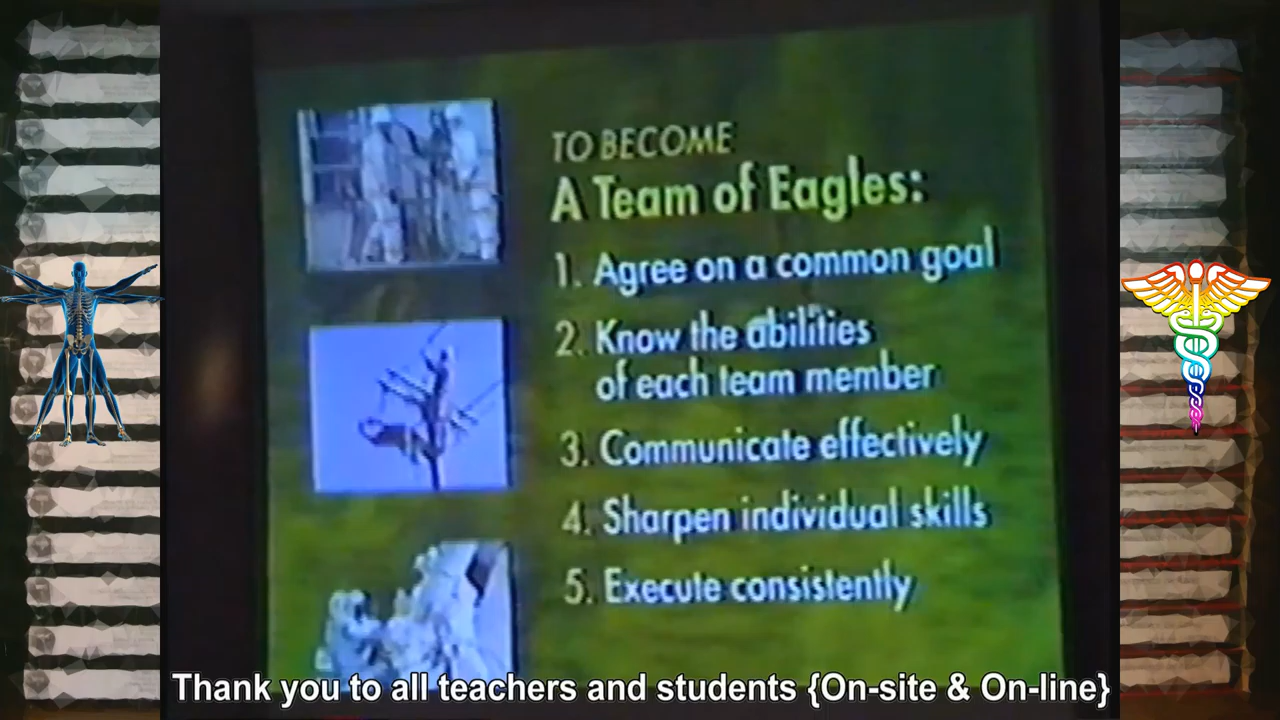 TO BECOME
A Team of Eagles:
1. Agree on a common goal
2. Know the abilities
of each team member
3. Communicate effectively
4. Sharpen individual skills
5. Execute consistently
Thank you to all teachers and students {On-site & On-line}